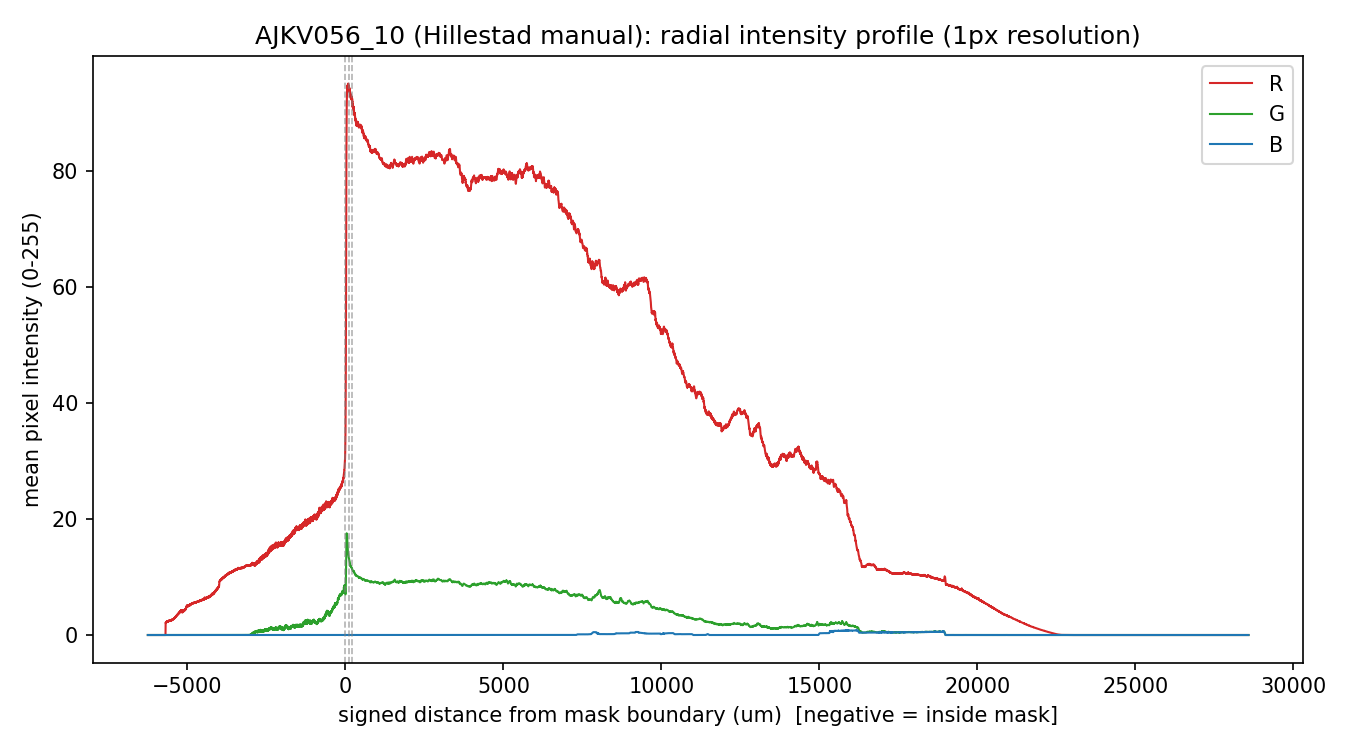 AJKV056_10 (Hillestad manual): radial intensity profile (1px resolution)
R
G
B
mean pixel intensity (0-255)
80
60
40
20
0
−5000 0 5000 10000 15000 20000 25000 30000
signed distance from mask boundary (um) [negative = inside mask]